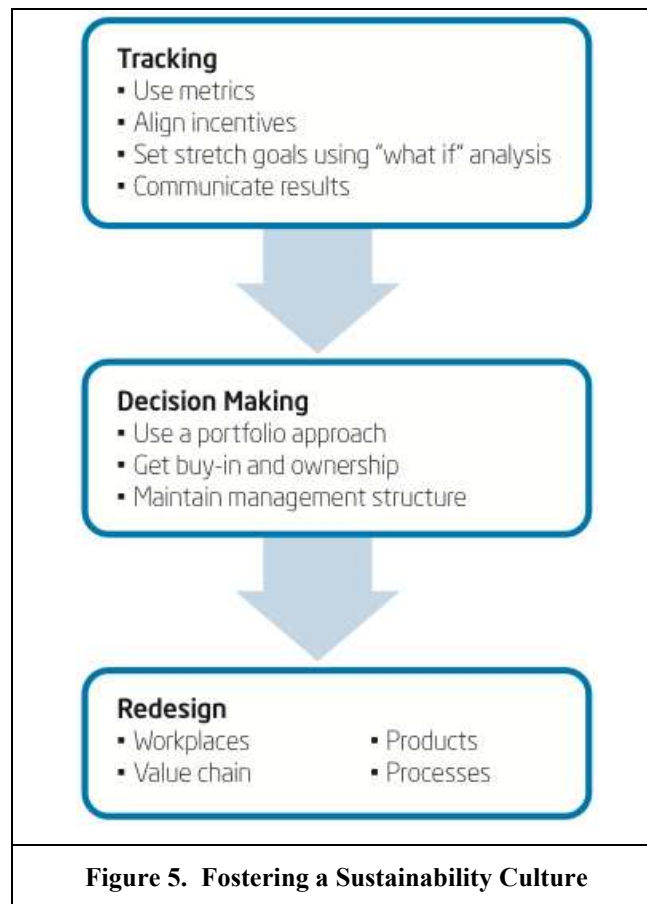 Tracking
▪ Use metrics
▪ Align incentives
▪ Set stretch goals using “what if” analysis
▪ Communicate results
Decision Making
▪ Use a portfolio approach
▪ Get buy-in and ownership
▪ Maintain management structure
Redesign
▪ Workplaces
▪ Value chain
▪ Products
▪ Processes
Figure 5. Fostering a Sustainability Culture